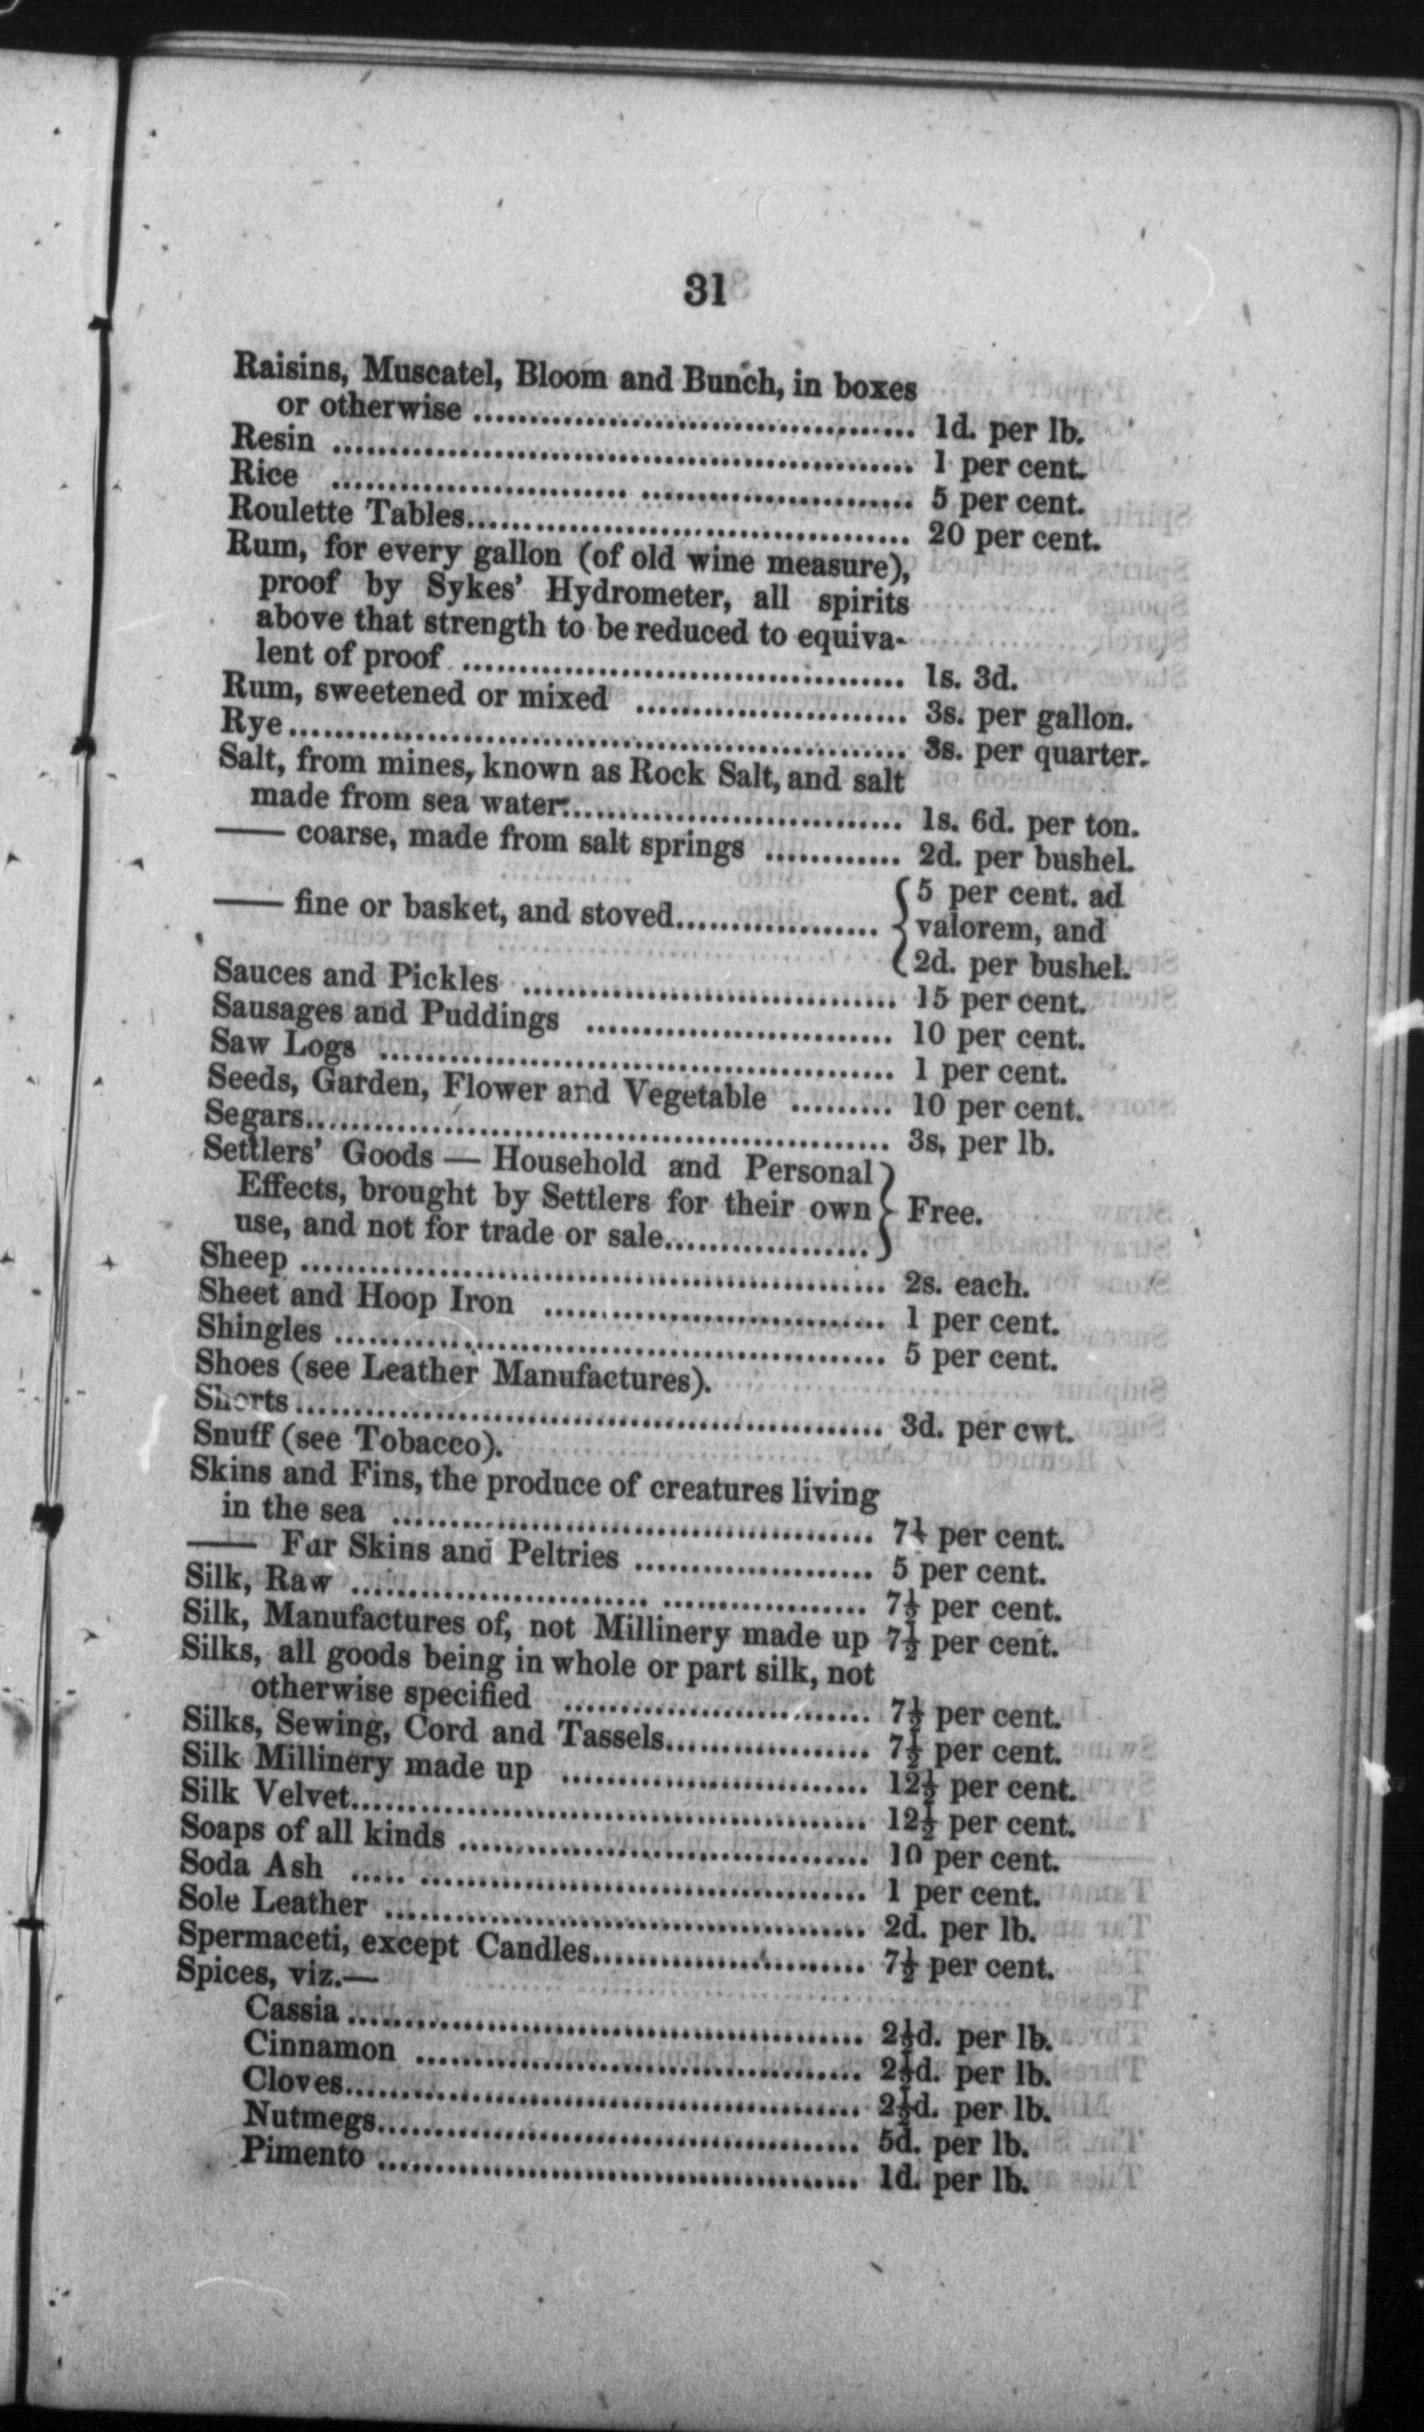 31
Raisins, Muscatel, Bloom and Bunch, in boxes
or otherwise ........................................ 1d. per lb.
Resin .................................................... 1 per cent.
Rice .................................................... 5 per cent.
Roulette Tables........................................ 20 per cent.
Rum, for every gallon (of old wine measure),
proof by Sykes' Hydrometer, all spirits
above that strength to be reduced to equiva-
lent of proof ........................................ 1s. 3d.
Rum, sweetened or mixed ........................ 3s. per gallon.
Rye........................................................ 3s. per quarter.
Salt, from mines, known as Rock Salt, and salt
made from sea water................................ 1s. 6d. per ton.
—— coarse, made from salt springs ............ 2d. per bushel.
—— fine or basket, and stoved.................. { 5 per cent. ad
valorem, and
2d. per bushel.
Sauces and Pickles .................................. 15 per cent.
Sausages and Puddings ............................ 10 per cent.
Saw Logs .............................................. 1 per cent.
Seeds, Garden, Flower and Vegetable ......... 10 per cent.
Segars.................................................... 3s, per lb.
Settlers' Goods — Household and Personal
Effects, brought by Settlers for their own } Free.
use, and not for trade or sale..................
Sheep .................................................... 2s. each.
Sheet and Hoop Iron .............................. 1 per cent.
Shingles ................................................ 5 per cent.
Shoes (see Leather Manufactures).
Shorts.................................................... 3d. per cwt.
Snuff (see Tobacco).
Skins and Fins, the produce of creatures living
in the sea ............................................ 7½ per cent.
—— Fur Skins and Peltries ..................... 5 per cent.
Silk, Raw .............................................. 7½ per cent.
Silk, Manufactures of, not Millinery made up 7½ per cent.
Silks, all goods being in whole or part silk, not
otherwise specified ............................ 7½ per cent.
Silks, Sewing, Cord and Tassels.................. 7½ per cent.
Silk Millinery made up ............................ 12½ per cent.
Silk Velvet.............................................. 12½ per cent.
Soaps of all kinds .................................... 10 per cent.
Soda Ash .............................................. 1 per cent.
Sole Leather ............................................ 2d. per lb.
Spermaceti, except Candles........................ 7½ per cent.
Spices, viz.—
Cassia .............................................. 2½d. per lb.
Cinnamon ........................................ 2½d. per lb.
Cloves.............................................. 2½d. per lb.
Nutmegs............................................ 5d. per lb.
Pimento ............................................ 1d. per lb.